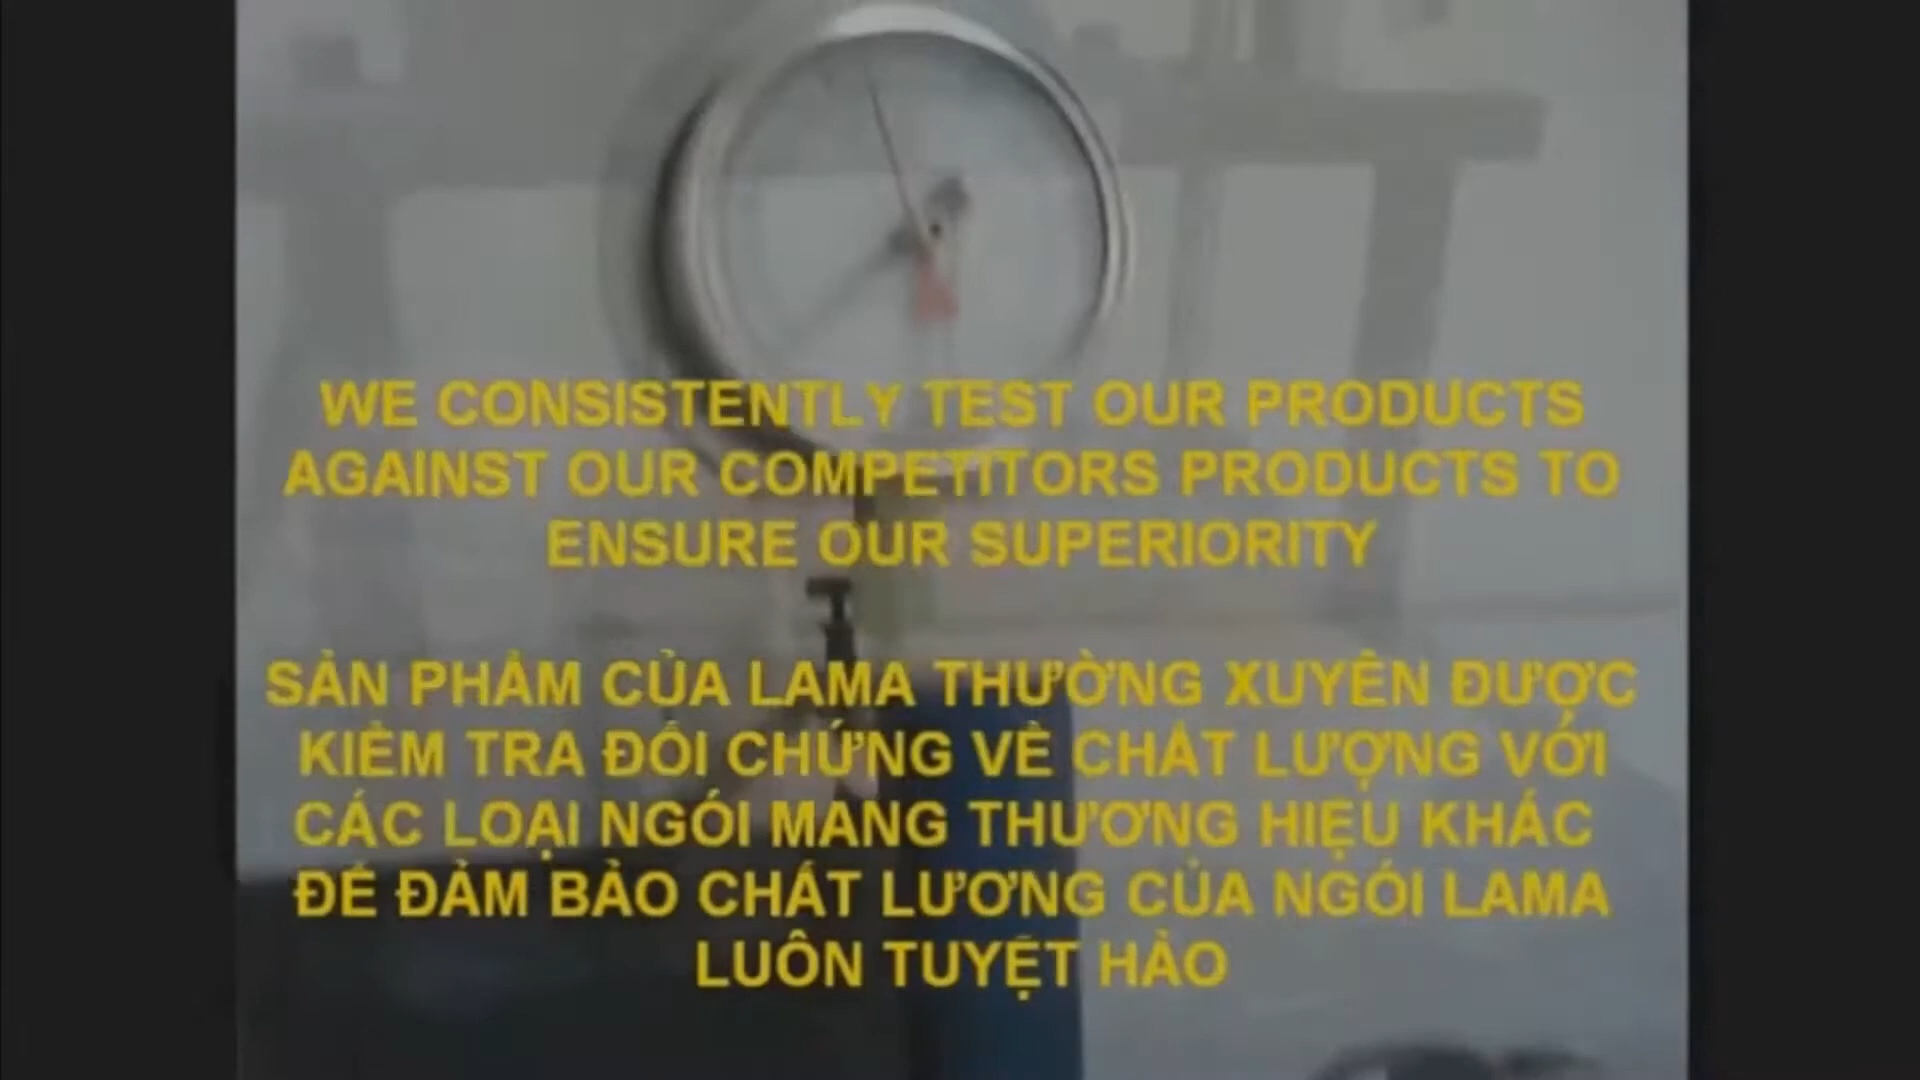 WE CONSISTENTLY TEST OUR PRODUCTS
AGAINST OUR COMPETITORS PRODUCTS TO
ENSURE OUR SUPERIORITY
SẢN PHẨM CỦA LAMA THƯỜNG XUYÊN ĐƯỢC
KIỂM TRA ĐỐI CHỨNG VỀ CHẤT LƯỢNG VỚI
CÁC LOẠI NGÓI MANG THƯƠNG HIỆU KHÁC
ĐỂ ĐẢM BẢO CHẤT LƯƠNG CỦA NGÓI LAMA
LUÔN TUYỆT HẢO